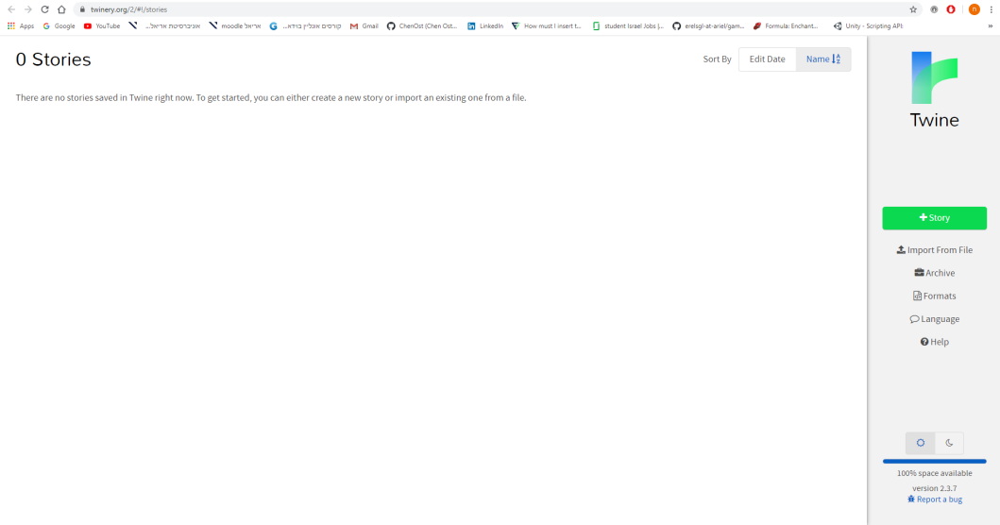 twinery.org/2/#!/stories
Apps Google YouTube אוניברסיטת אריאל... moodle אריאל קורסים אונליין בוידא... Gmail ChenOst (Chen Ost... LinkedIn How must I insert t... student Israel Jobs |... erelsgl-at-ariel/gam... Formula: Enchant... Unity - Scripting API: »
0 Stories
Sort By Edit Date Name
There are no stories saved in Twine right now. To get started, you can either create a new story or import an existing one from a file.
Twine
+ Story
Import From File
Archive
Formats
Language
Help
100% space available
version 2.3.7
Report a bug